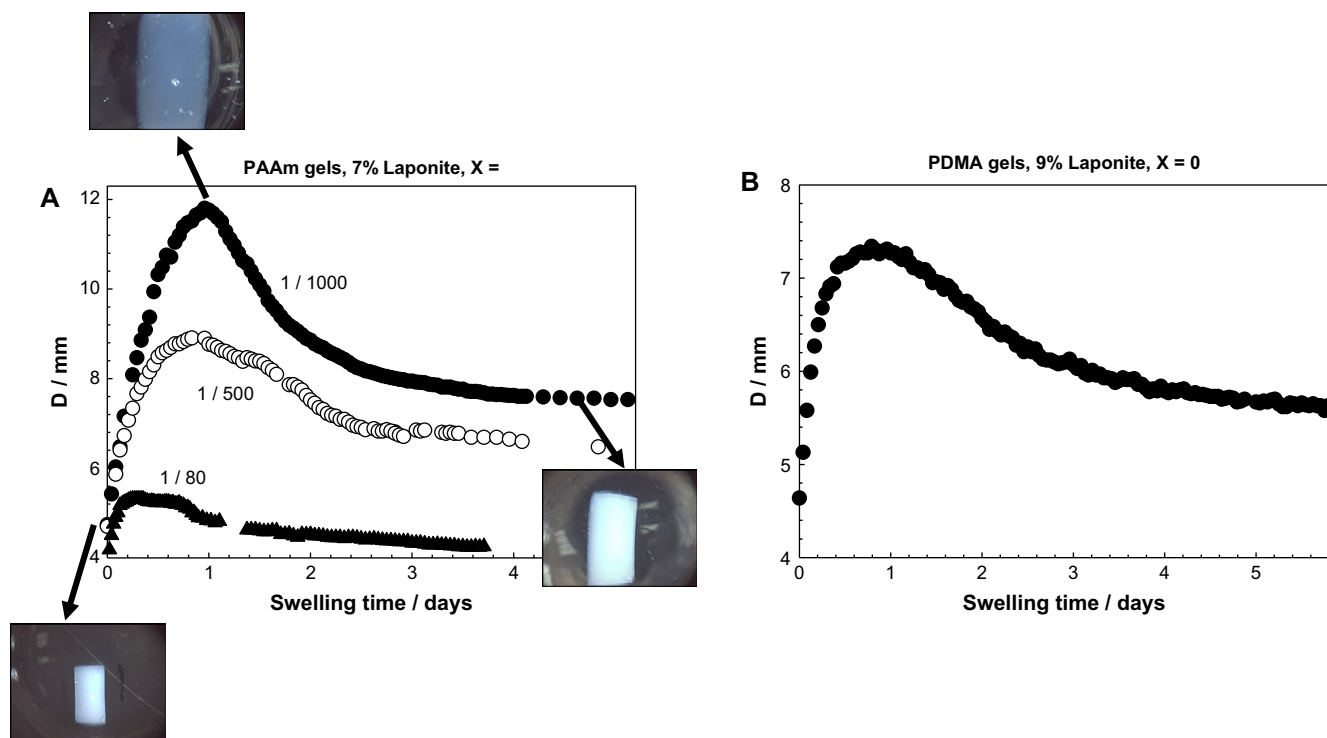 A
PAAm gels, 7% Laponite, X =
12
10
8
6
4
D / mm
1 / 1000
1 / 500
1 / 80
0
1
2
3
4
Swelling time / days
B
PDMA gels, 9% Laponite, X = 0
8
7
6
5
4
D / mm
0
1
2
3
4
5
Swelling time / days